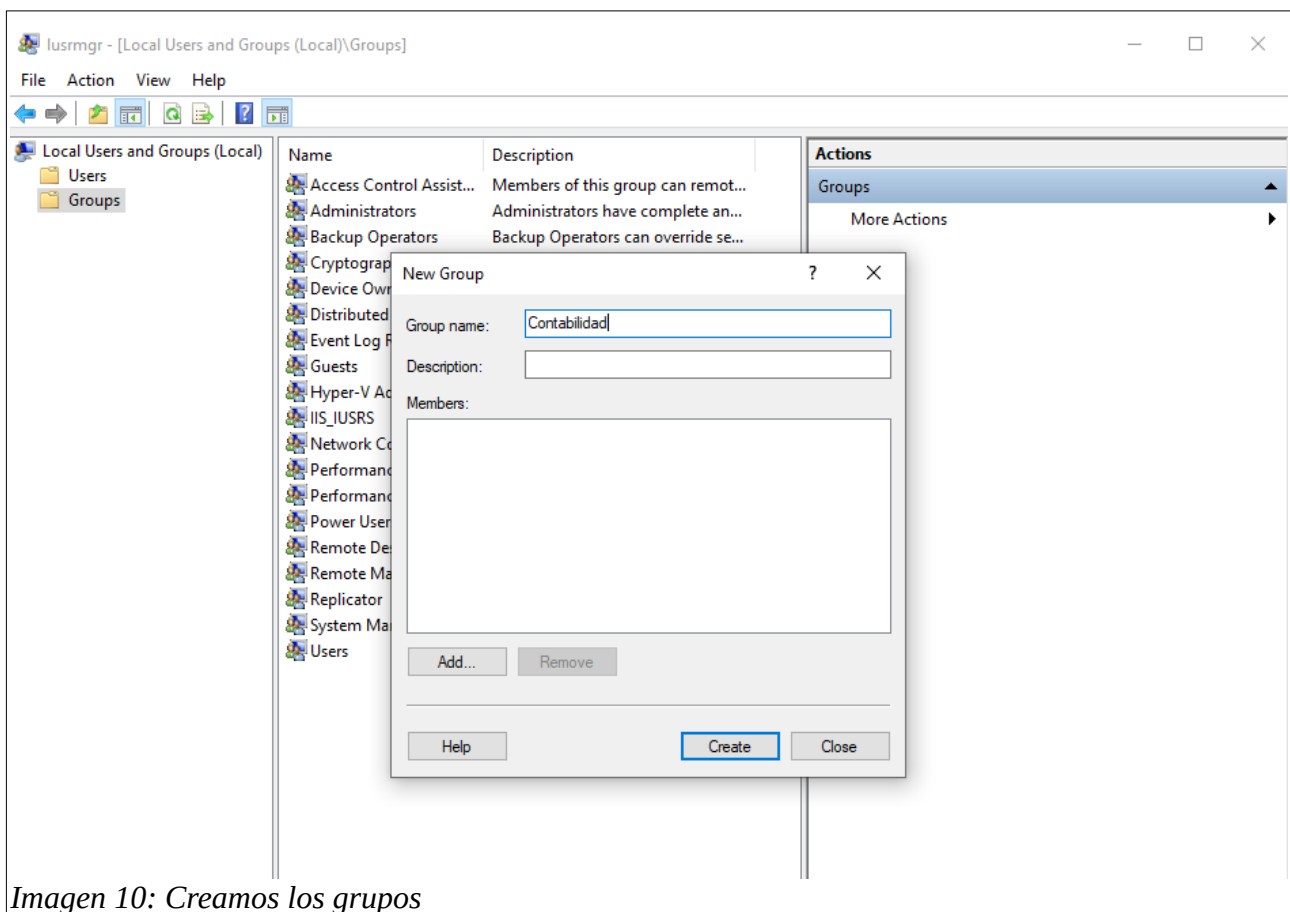 lusrmgr - [Local Users and Groups (Local)\Groups]
File Action View Help
Local Users and Groups (Local)
Users
Groups
Name Description
Access Control Assist... Members of this group can remot...
Administrators Administrators have complete an...
Backup Operators Backup Operators can override se...
Cryptograp
Device Own
Distributed
Event Log R
Guests
Hyper-V Ad
IIS_IUSRS
Network Co
Performanc
Performanc
Power User
Remote Des
Remote Ma
Replicator
System Man
Users
Actions
Groups
More Actions
New Group
?
Group name: Contabilidad
Description:
Members:
Add... Remove
Help Create Close
Imagen 10: Creamos los grupos